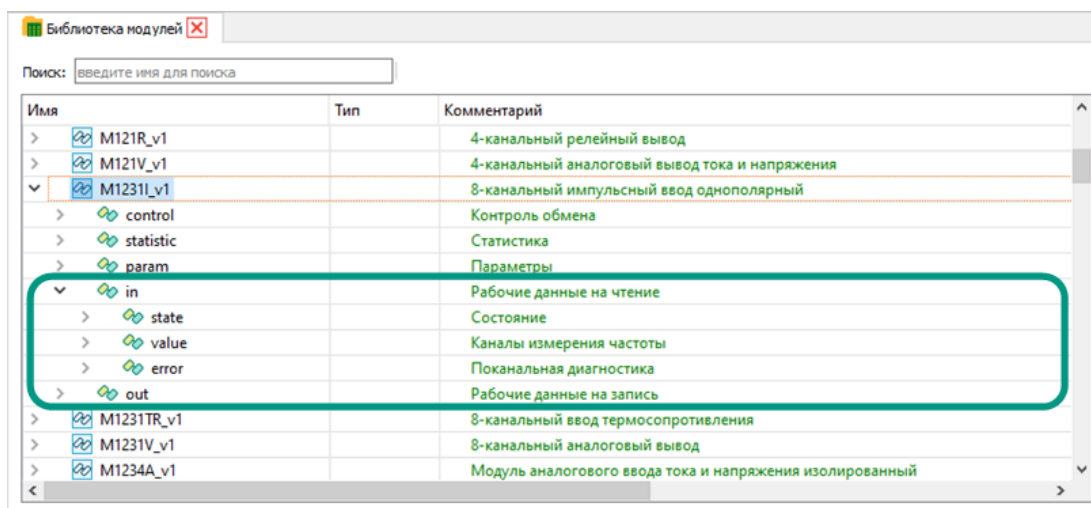 Библиотека модулей
Поиск: введите имя для поиска
Имя Тип Комментарий
M121R_v1 4-канальный релейный вывод
M121V_v1 4-канальный аналоговый вывод тока и напряжения
M1231I_v1 8-канальный импульсный ввод однополярный
control Контроль обмена
statistic Статистика
param Параметры
in Рабочие данные на чтение
state Состояние
value Каналы измерения частоты
error Поканальная диагностика
out Рабочие данные на запись
M1231TR_v1 8-канальный ввод термосопротивления
M1231V_v1 8-канальный аналоговый вывод
M1234A_v1 Модуль аналогового ввода тока и напряжения изолированный